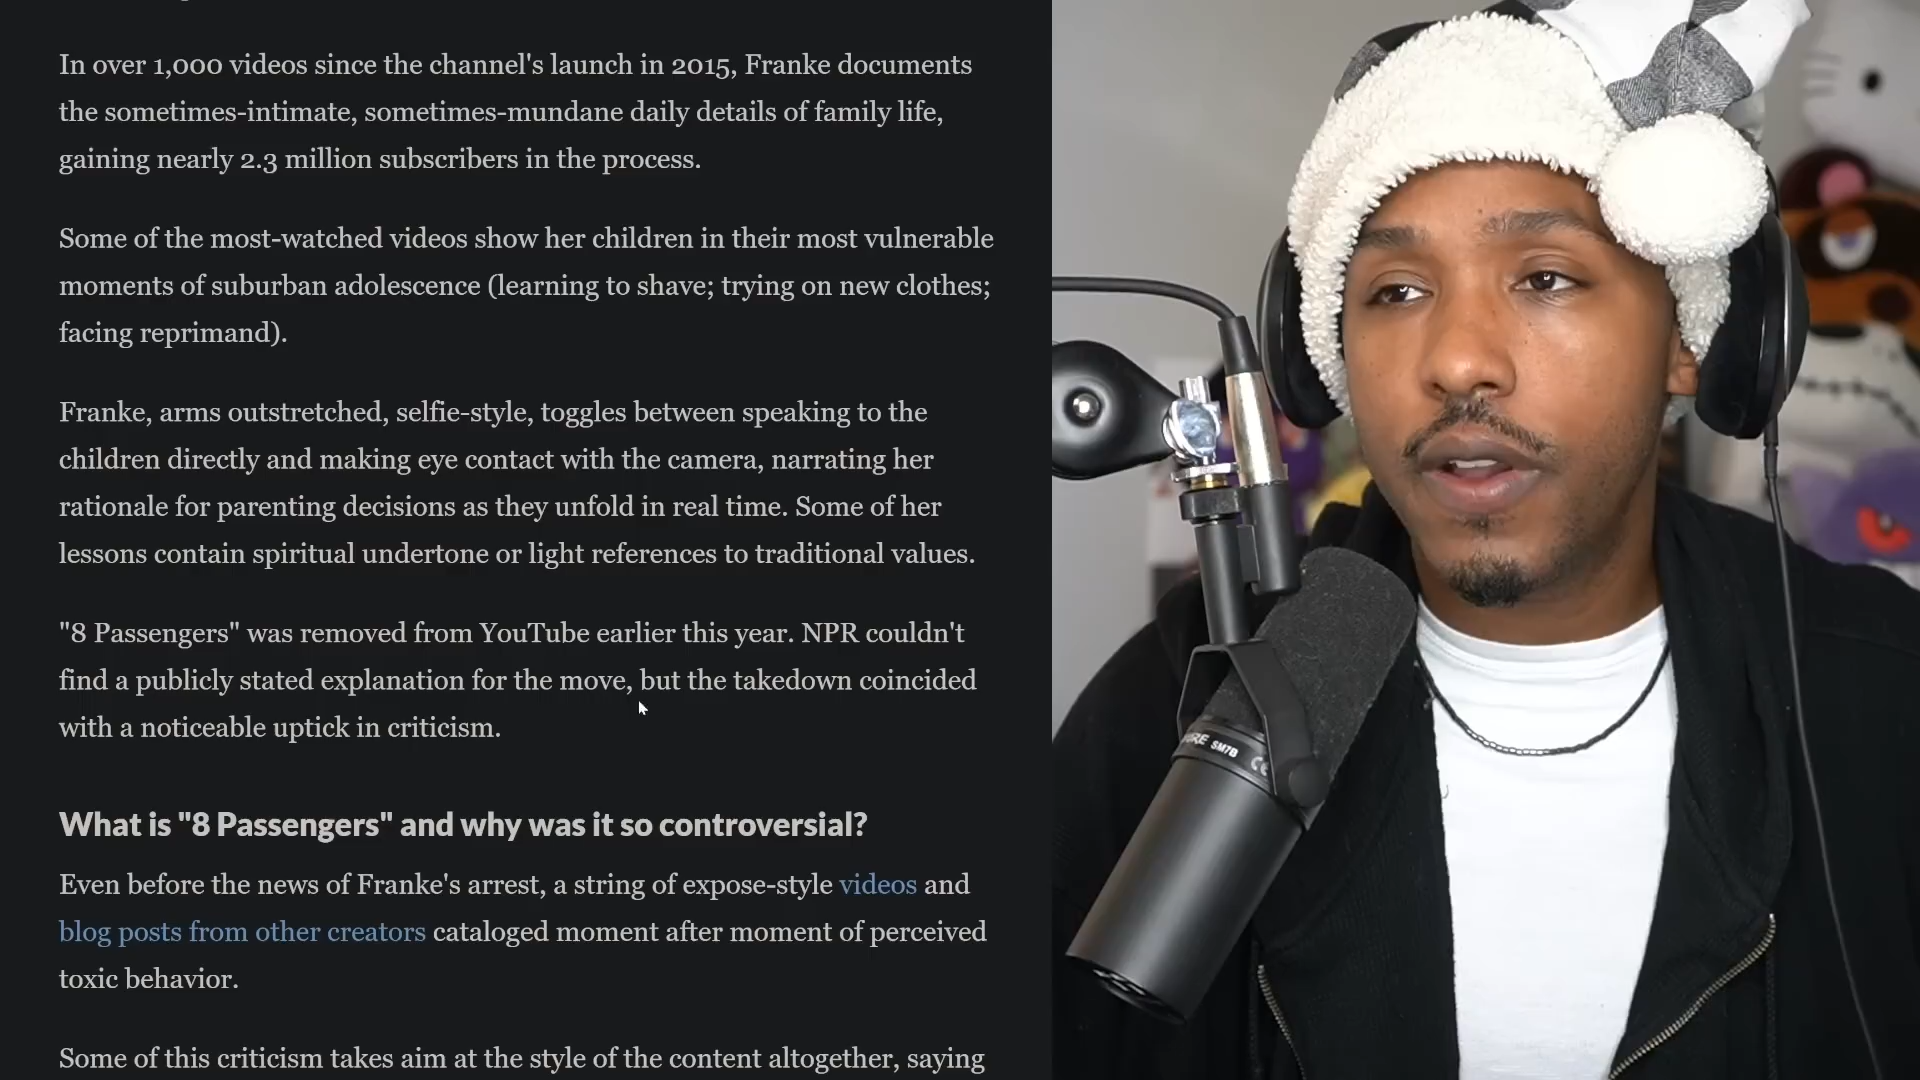 In over 1,000 videos since the channel's launch in 2015, Franke documents
the sometimes-intimate, sometimes-mundane daily details of family life,
gaining nearly 2.3 million subscribers in the process.
Some of the most-watched videos show her children in their most vulnerable
moments of suburban adolescence (learning to shave; trying on new clothes;
facing reprimand).
Franke, arms outstretched, selfie-style, toggles between speaking to the
children directly and making eye contact with the camera, narrating her
rationale for parenting decisions as they unfold in real time. Some of her
lessons contain spiritual undertone or light references to traditional values.
"8 Passengers" was removed from YouTube earlier this year. NPR couldn't
find a publicly stated explanation for the move, but the takedown coincided
with a noticeable uptick in criticism.
What is "8 Passengers" and why was it so controversial?
Even before the news of Franke's arrest, a string of expose-style videos and
blog posts from other creators cataloged moment after moment of perceived
toxic behavior.
Some of this criticism takes aim at the style of the content altogether, saying
SM7B